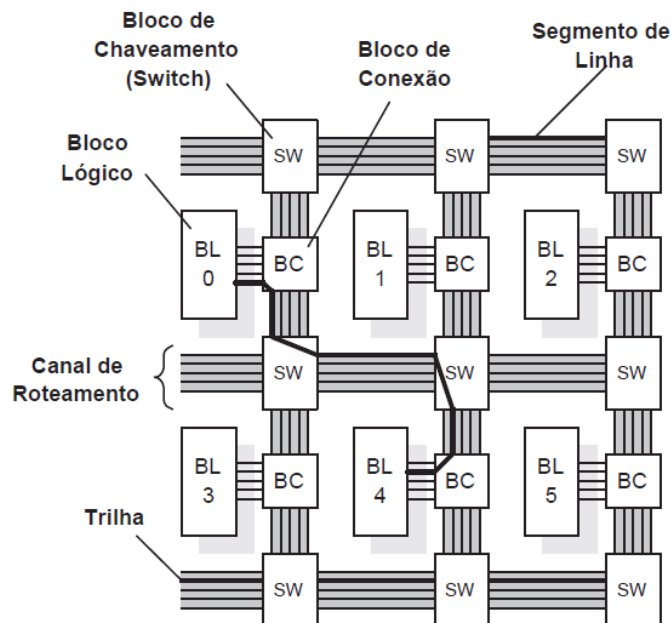 Bloco de
Chaveamento
(Switch)
Bloco de
Conexão
Segmento de
Linha
Bloco
Lógico
SW
SW
SW
BL
0
BC
BL
1
BC
BL
2
BC
Canal de
Roteamento
SW
SW
SW
BL
3
BC
BL
4
BC
BL
5
BC
Trilha
SW
SW
SW